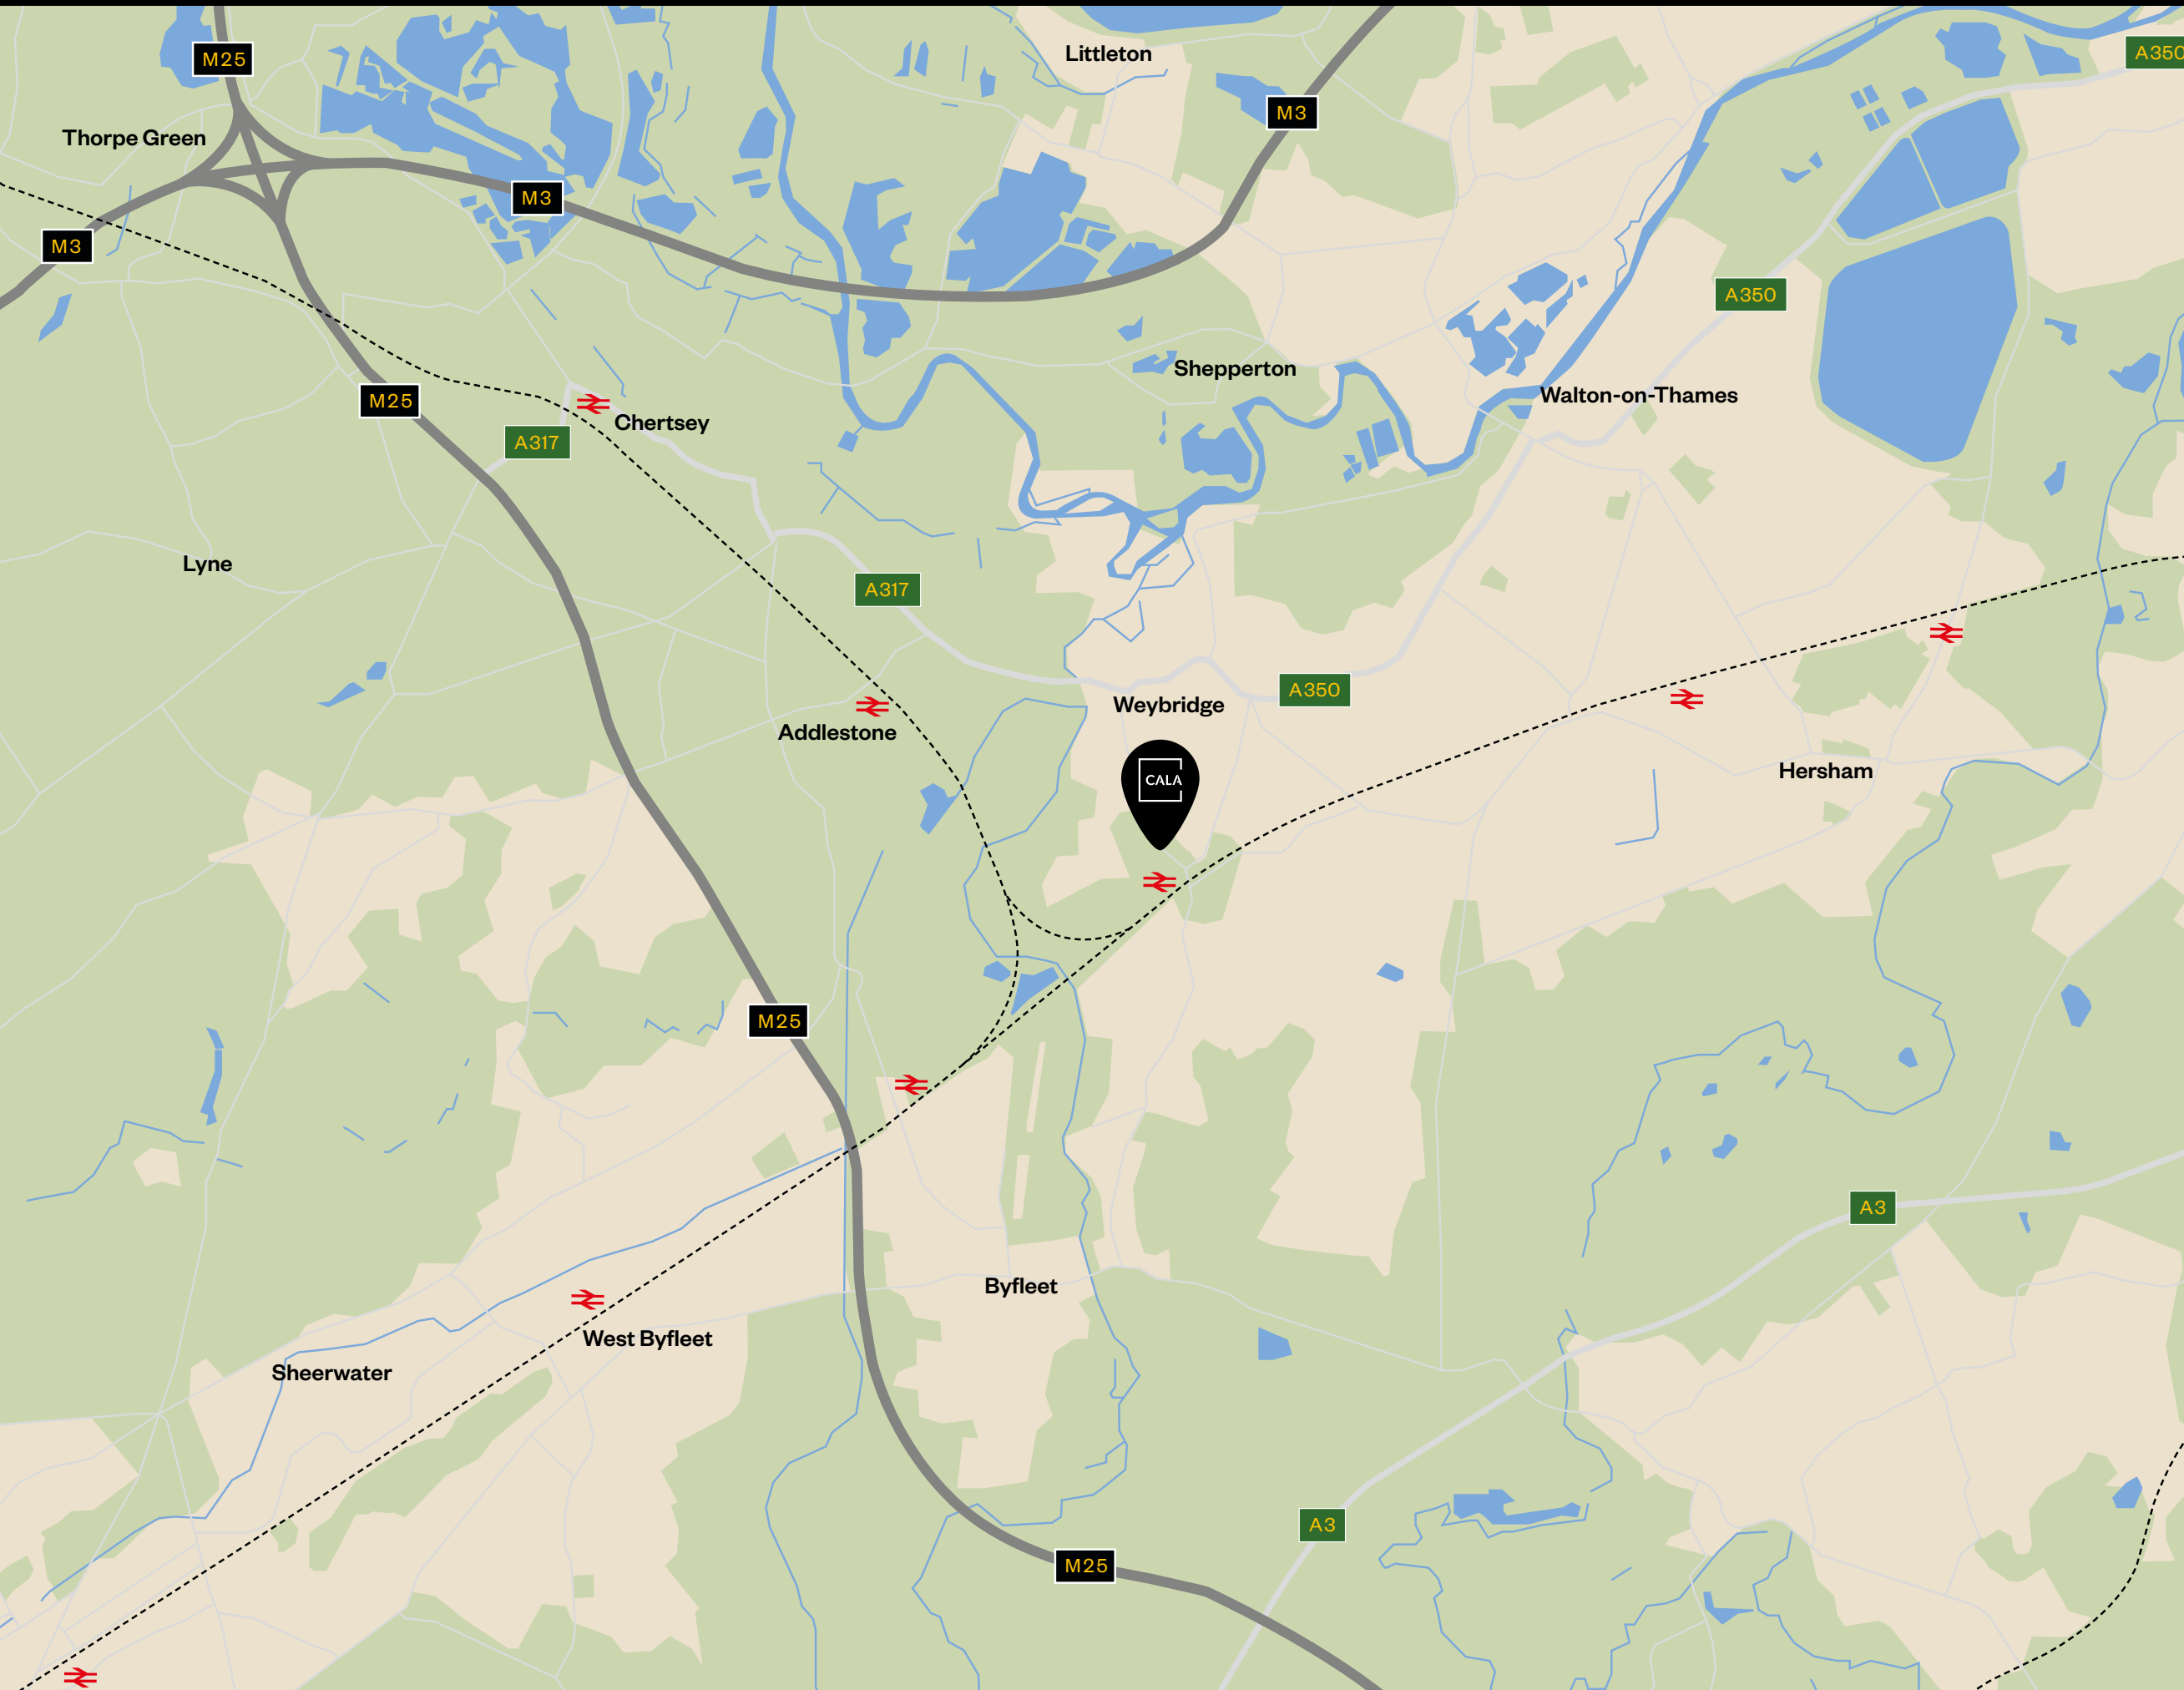 Littleton
M25
A350
M3
Thorpe Green
M3
M3
A350
Shepperton
Walton-on-Thames
M25
Chertsey
A317
Lyne
A317
A350
Weybridge
Addlestone
Hersham
CALA
M25
A3
Byfleet
West Byfleet
Sheerwater
A3
M25